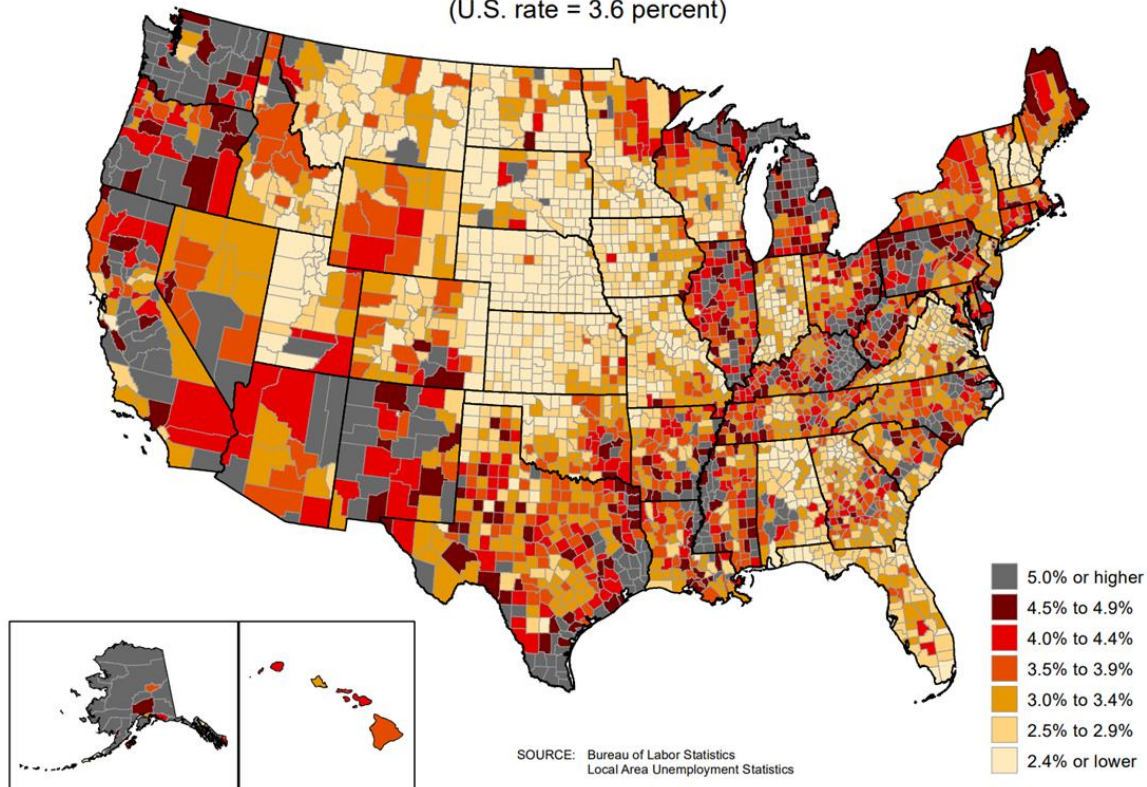 (U.S. rate = 3.6 percent)
5.0% or higher
4.5% to 4.9%
4.0% to 4.4%
3.5% to 3.9%
3.0% to 3.4%
2.5% to 2.9%
2.4% or lower
SOURCE: Bureau of Labor Statistics
Local Area Unemployment Statistics